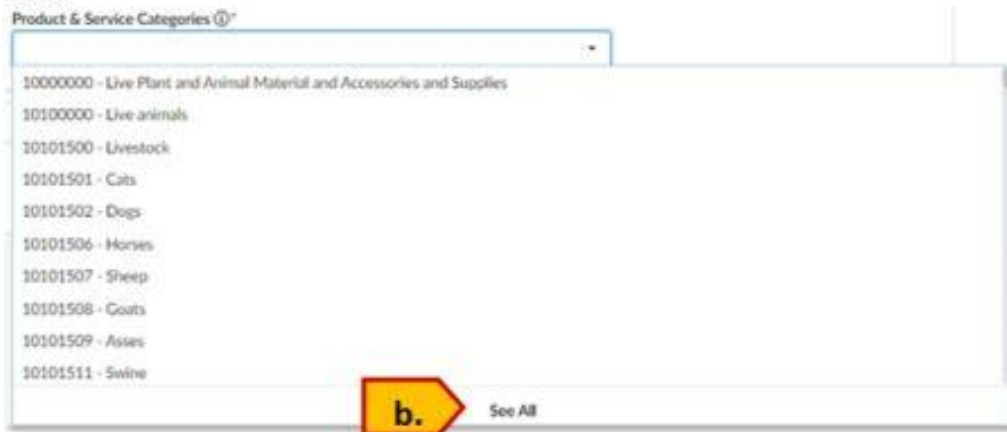 Product & Service Categories ⓘ*
10000000 - Live Plant and Animal Material and Accessories and Supplies
10100000 - Live animals
10101500 - Livestock
10101501 - Cats
10101502 - Dogs
10101506 - Horses
10101507 - Sheep
10101508 - Goats
10101509 - Asses
10101511 - Swine
b. See All